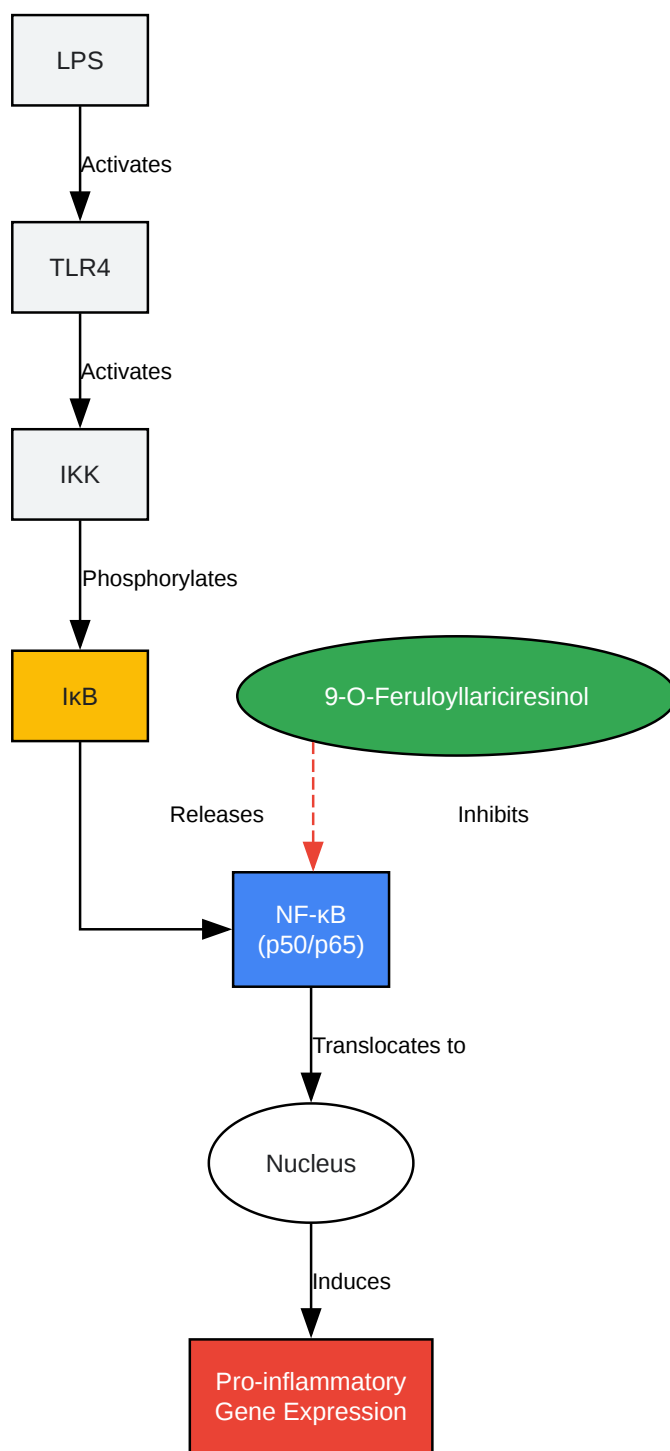 LPS
Activates
TLR4
Activates
IKK
Phosphorylates
IκB
9-O-Feruloyllariciresinol
Releases
Inhibits
NF-κB
(p50/p65)
Translocates to
Nucleus
Induces
Pro-inflammatory
Gene Expression